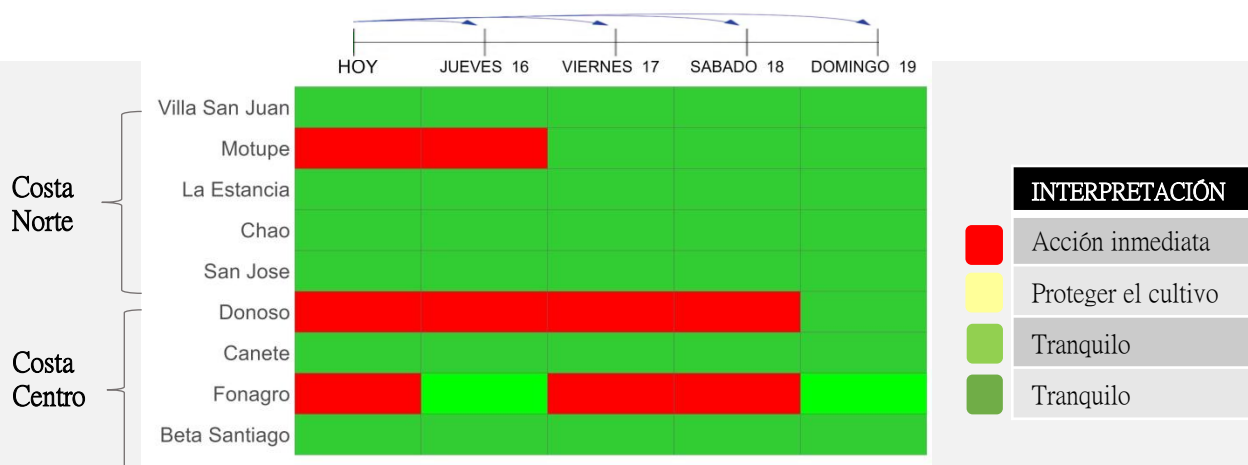 HOY JUEVES 16 VIERNES 17 SABADO 18 DOMINGO 19
Costa
Norte
Villa San Juan
Motupe
La Estancia
Chao
San Jose
Costa
Centro
Donoso
Canete
Fonagro
Beta Santiago
INTERPRETACIÓN
Acción inmediata
Proteger el cultivo
Tranquilo
Tranquilo